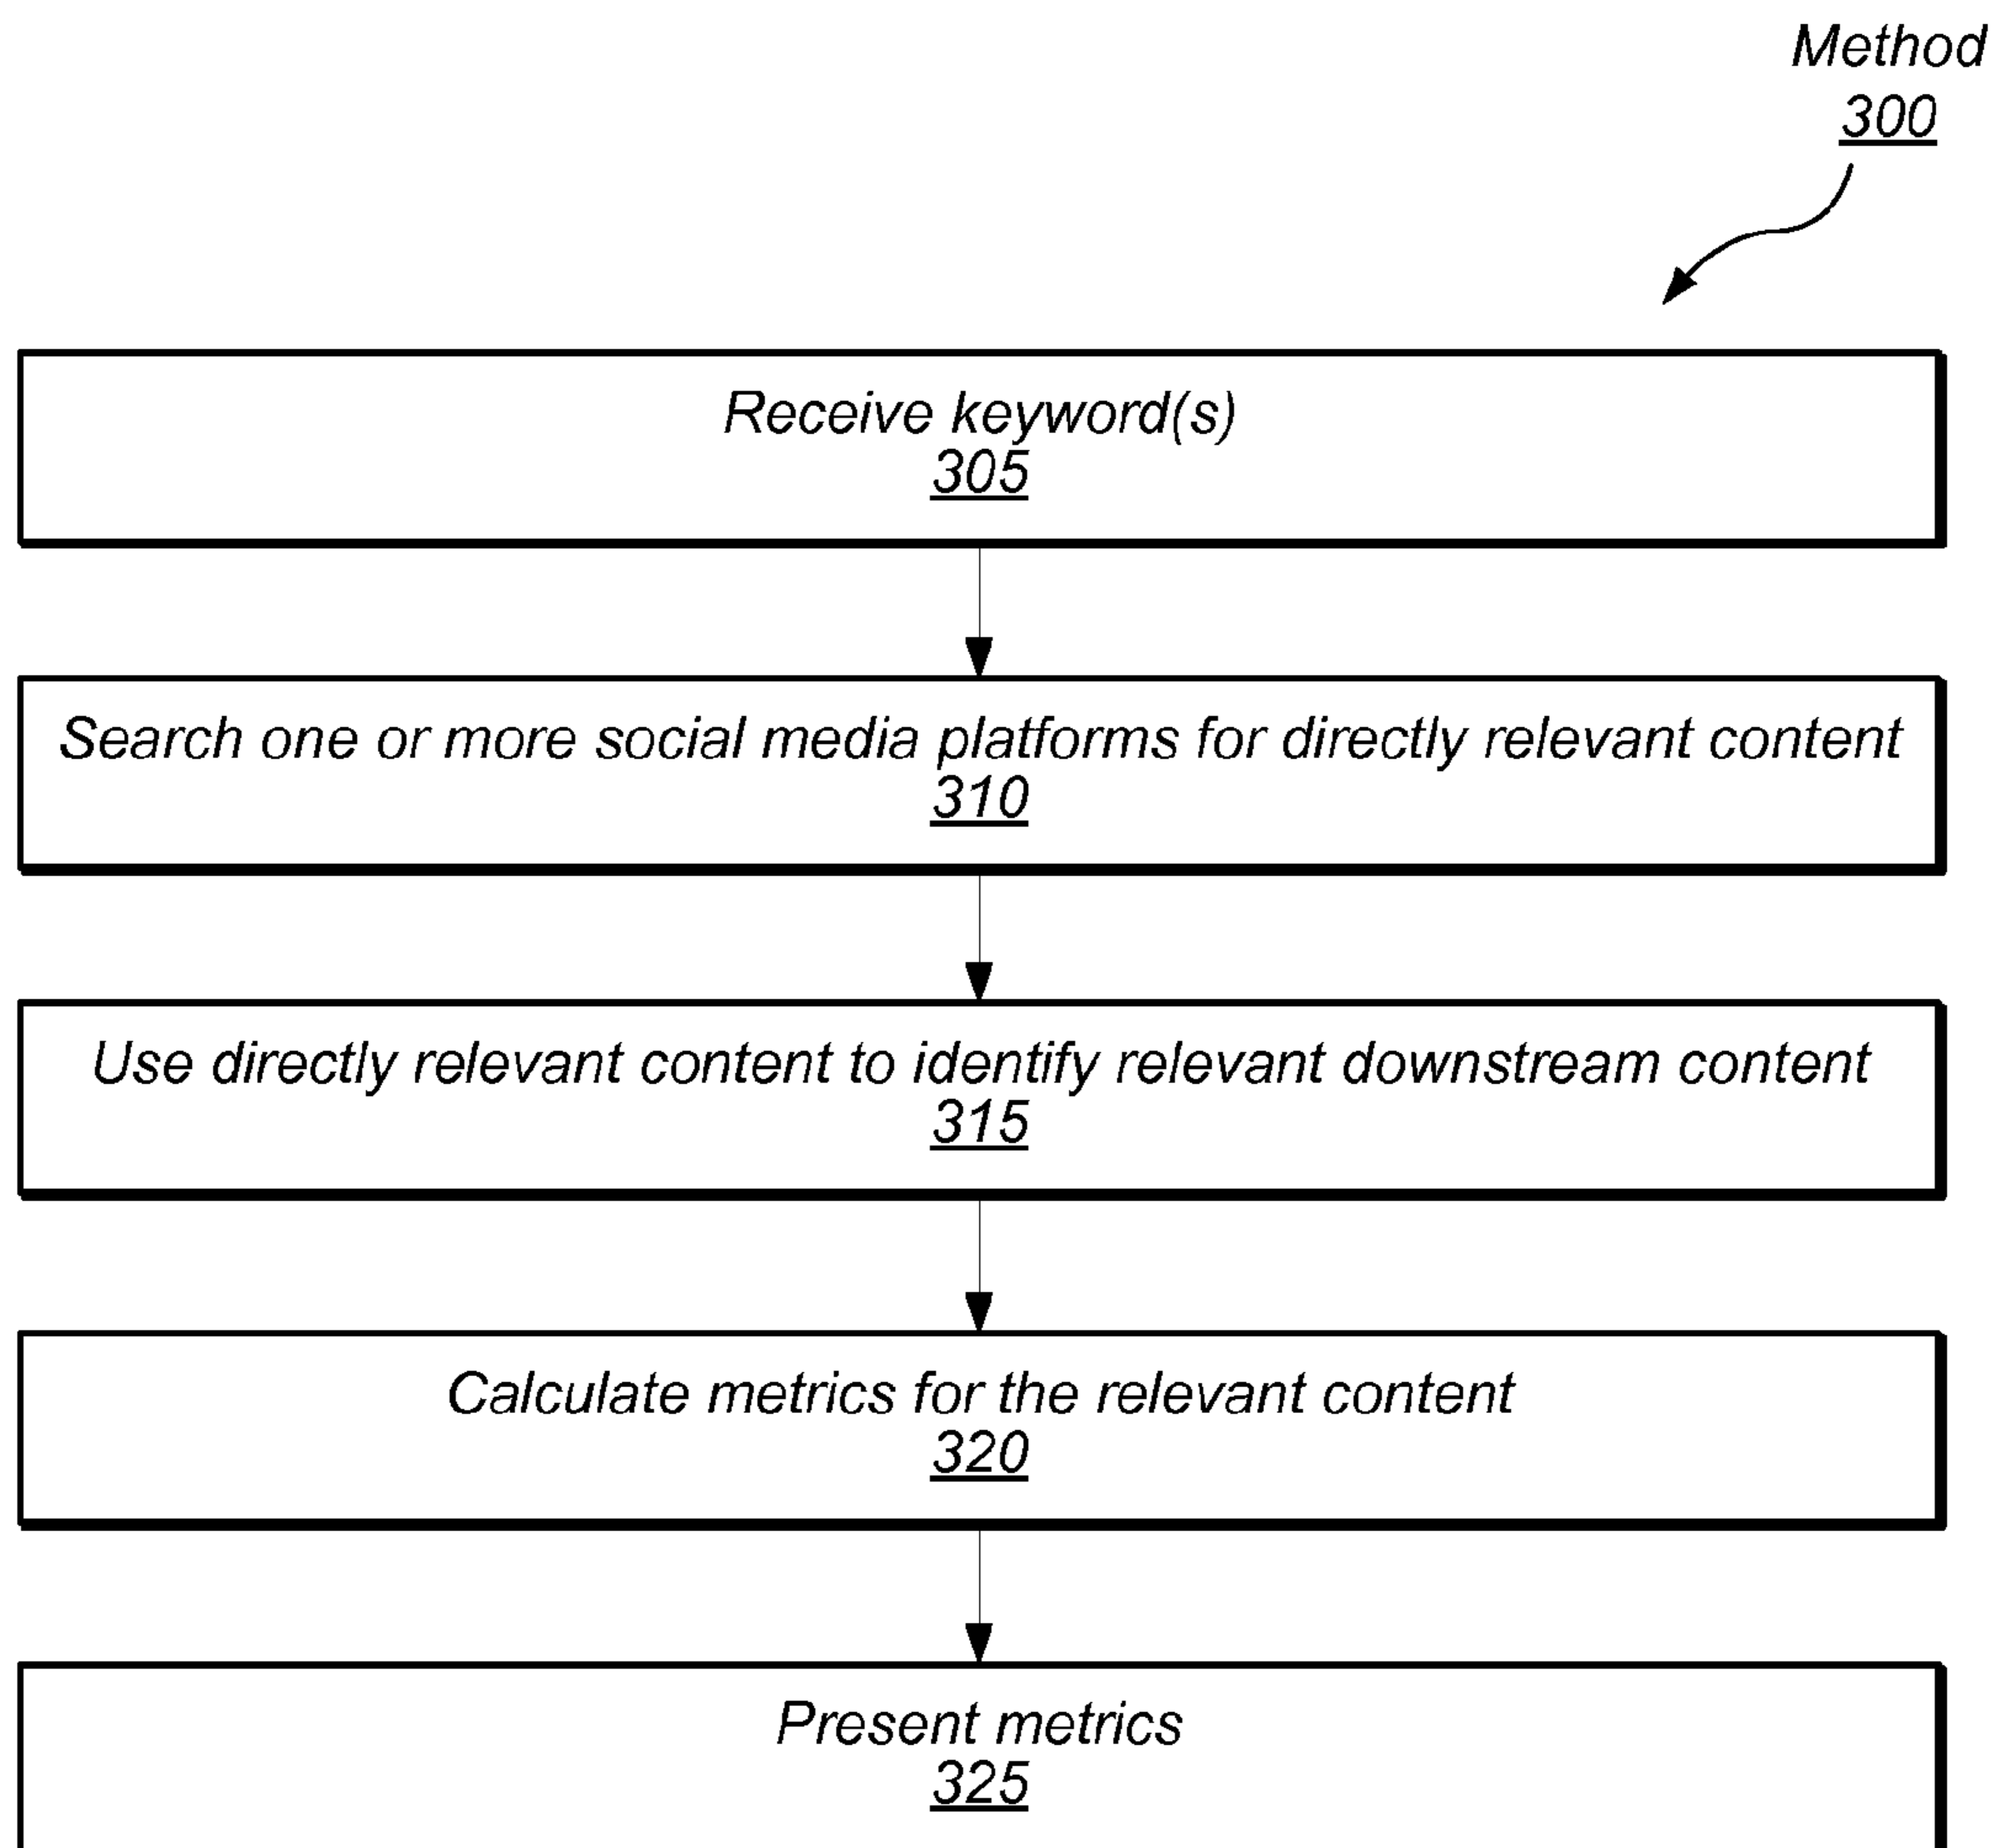 Method
300
Receive keyword(s)
305
Search one or more social media platforms for directly relevant content
310
Use directly relevant content to identify relevant downstream content
315
Calculate metrics for the relevant content
320
Present metrics
325